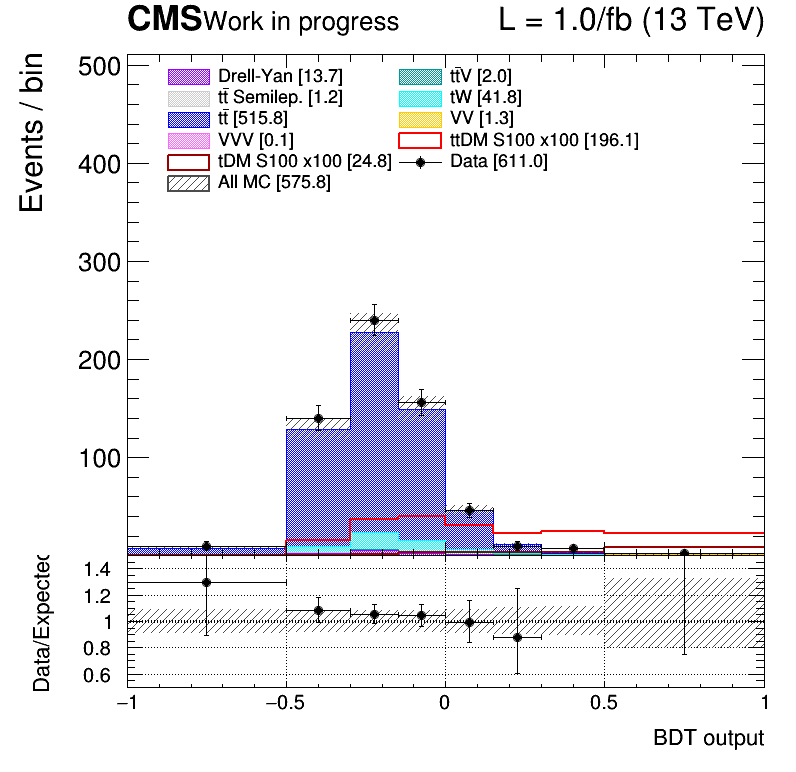 CMS Work in progress L = 1.0/fb (13 TeV)
Events / bin
500
400
300
200
100
Drell-Yan [13.7] tt̄V [2.0]
tt̄ Semilep. [1.2] tW [41.8]
tt̄ [515.8] VV [1.3]
VVV [0.1] ttDM S100 x100 [196.1]
tDM S100 x100 [24.8] Data [611.0]
All MC [575.8]
Data/Expected
1.4
1.2
1
0.8
0.6
−1 −0.5 0 0.5 1
BDT output